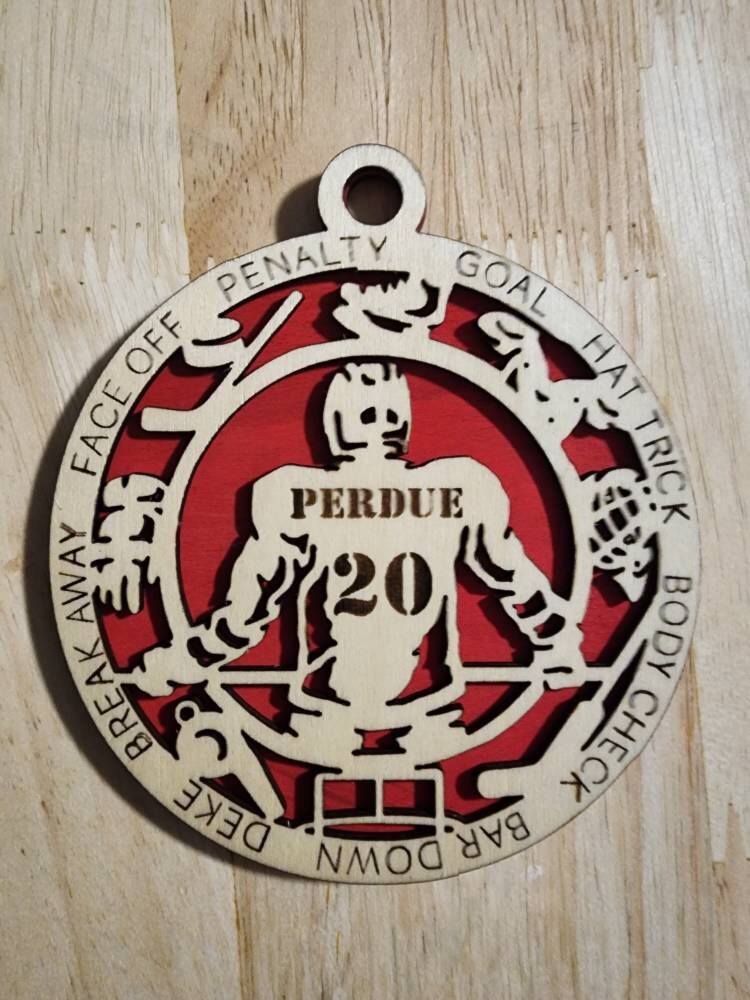 PENALTY
GOAL
HAT TRICK
BODY CHECK
BAR DOWN
DEKE
BREAK AWAY
FACE OFF
PERDUE
20